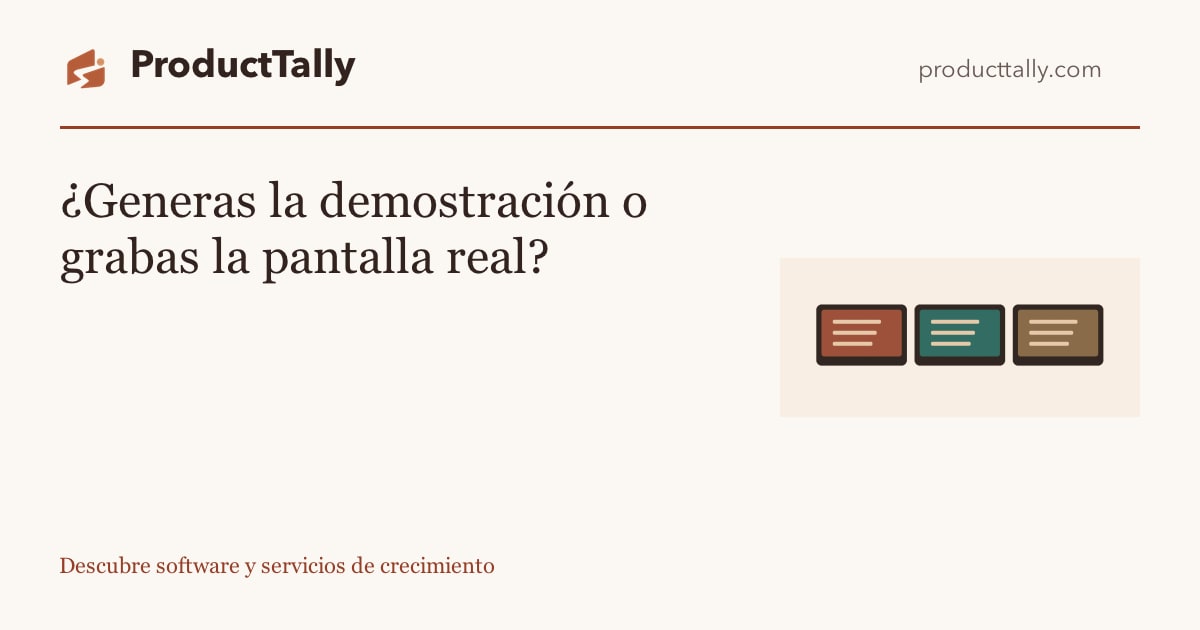 ProductTally
producttally.com
¿Generas la demostración o
grabas la pantalla real?
Descubre software y servicios de crecimiento